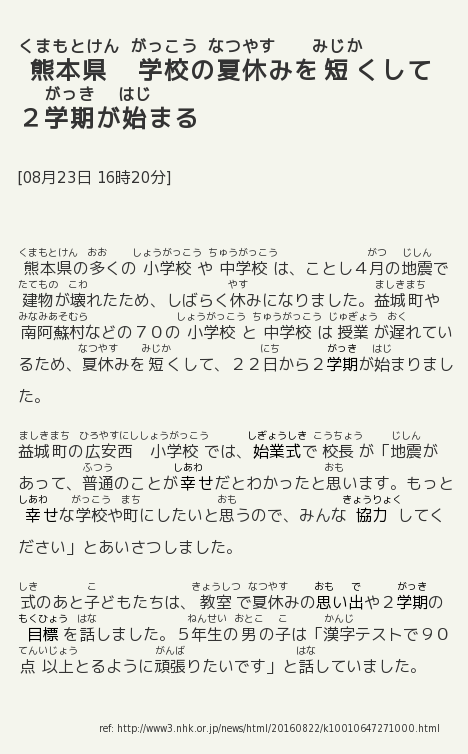 くまもとけん がっこう なつやす みじか
熊本県 学校の夏休みを短くして
がっき はじ
２学期が始まる
[08月23日 16時20分]
くまもとけん おお しょうがっこう ちゅうがっこう がつ じしん
熊本県の多くの小学校や中学校は、ことし４月の地震で
たてもの こわ やす ましきまち
建物が壊れたため、しばらく休みになりました。益城町や
みなみあそむら しょうがっこう ちゅうがっこう じゅぎょう おく
南阿蘇村などの７０の小学校と中学校は授業が遅れてい
なつやす みじか にち がっき はじ
るため、夏休みを短くして、２２日から２学期が始まりまし
た。
ましきまち ひろやすにししょうがっこう しぎょうしき こうちょう じしん
益城町の広安西 小学校では、始業式で校長が「地震が
ふつう しあわ おも
あって、普通のことが幸せだとわかったと思います。もっと
しあわ がっこう まち おも きょうりょく
幸せな学校や町にしたいと思うので、みんな協力してく
ださい」とあいさつしました。
しき こ きょうしつ なつやす おも で がっき
式のあと子どもたちは、教室で夏休みの思い出や２学期の
もくひょう はな ねんせい おとこ こ かんじ
目標を話しました。５年生の男の子は「漢字テストで９０
てんいじょう がんば はな
点以上とるように頑張りたいです」と話していました。
ref: http://www3.nhk.or.jp/news/html/20160822/k10010647271000.html